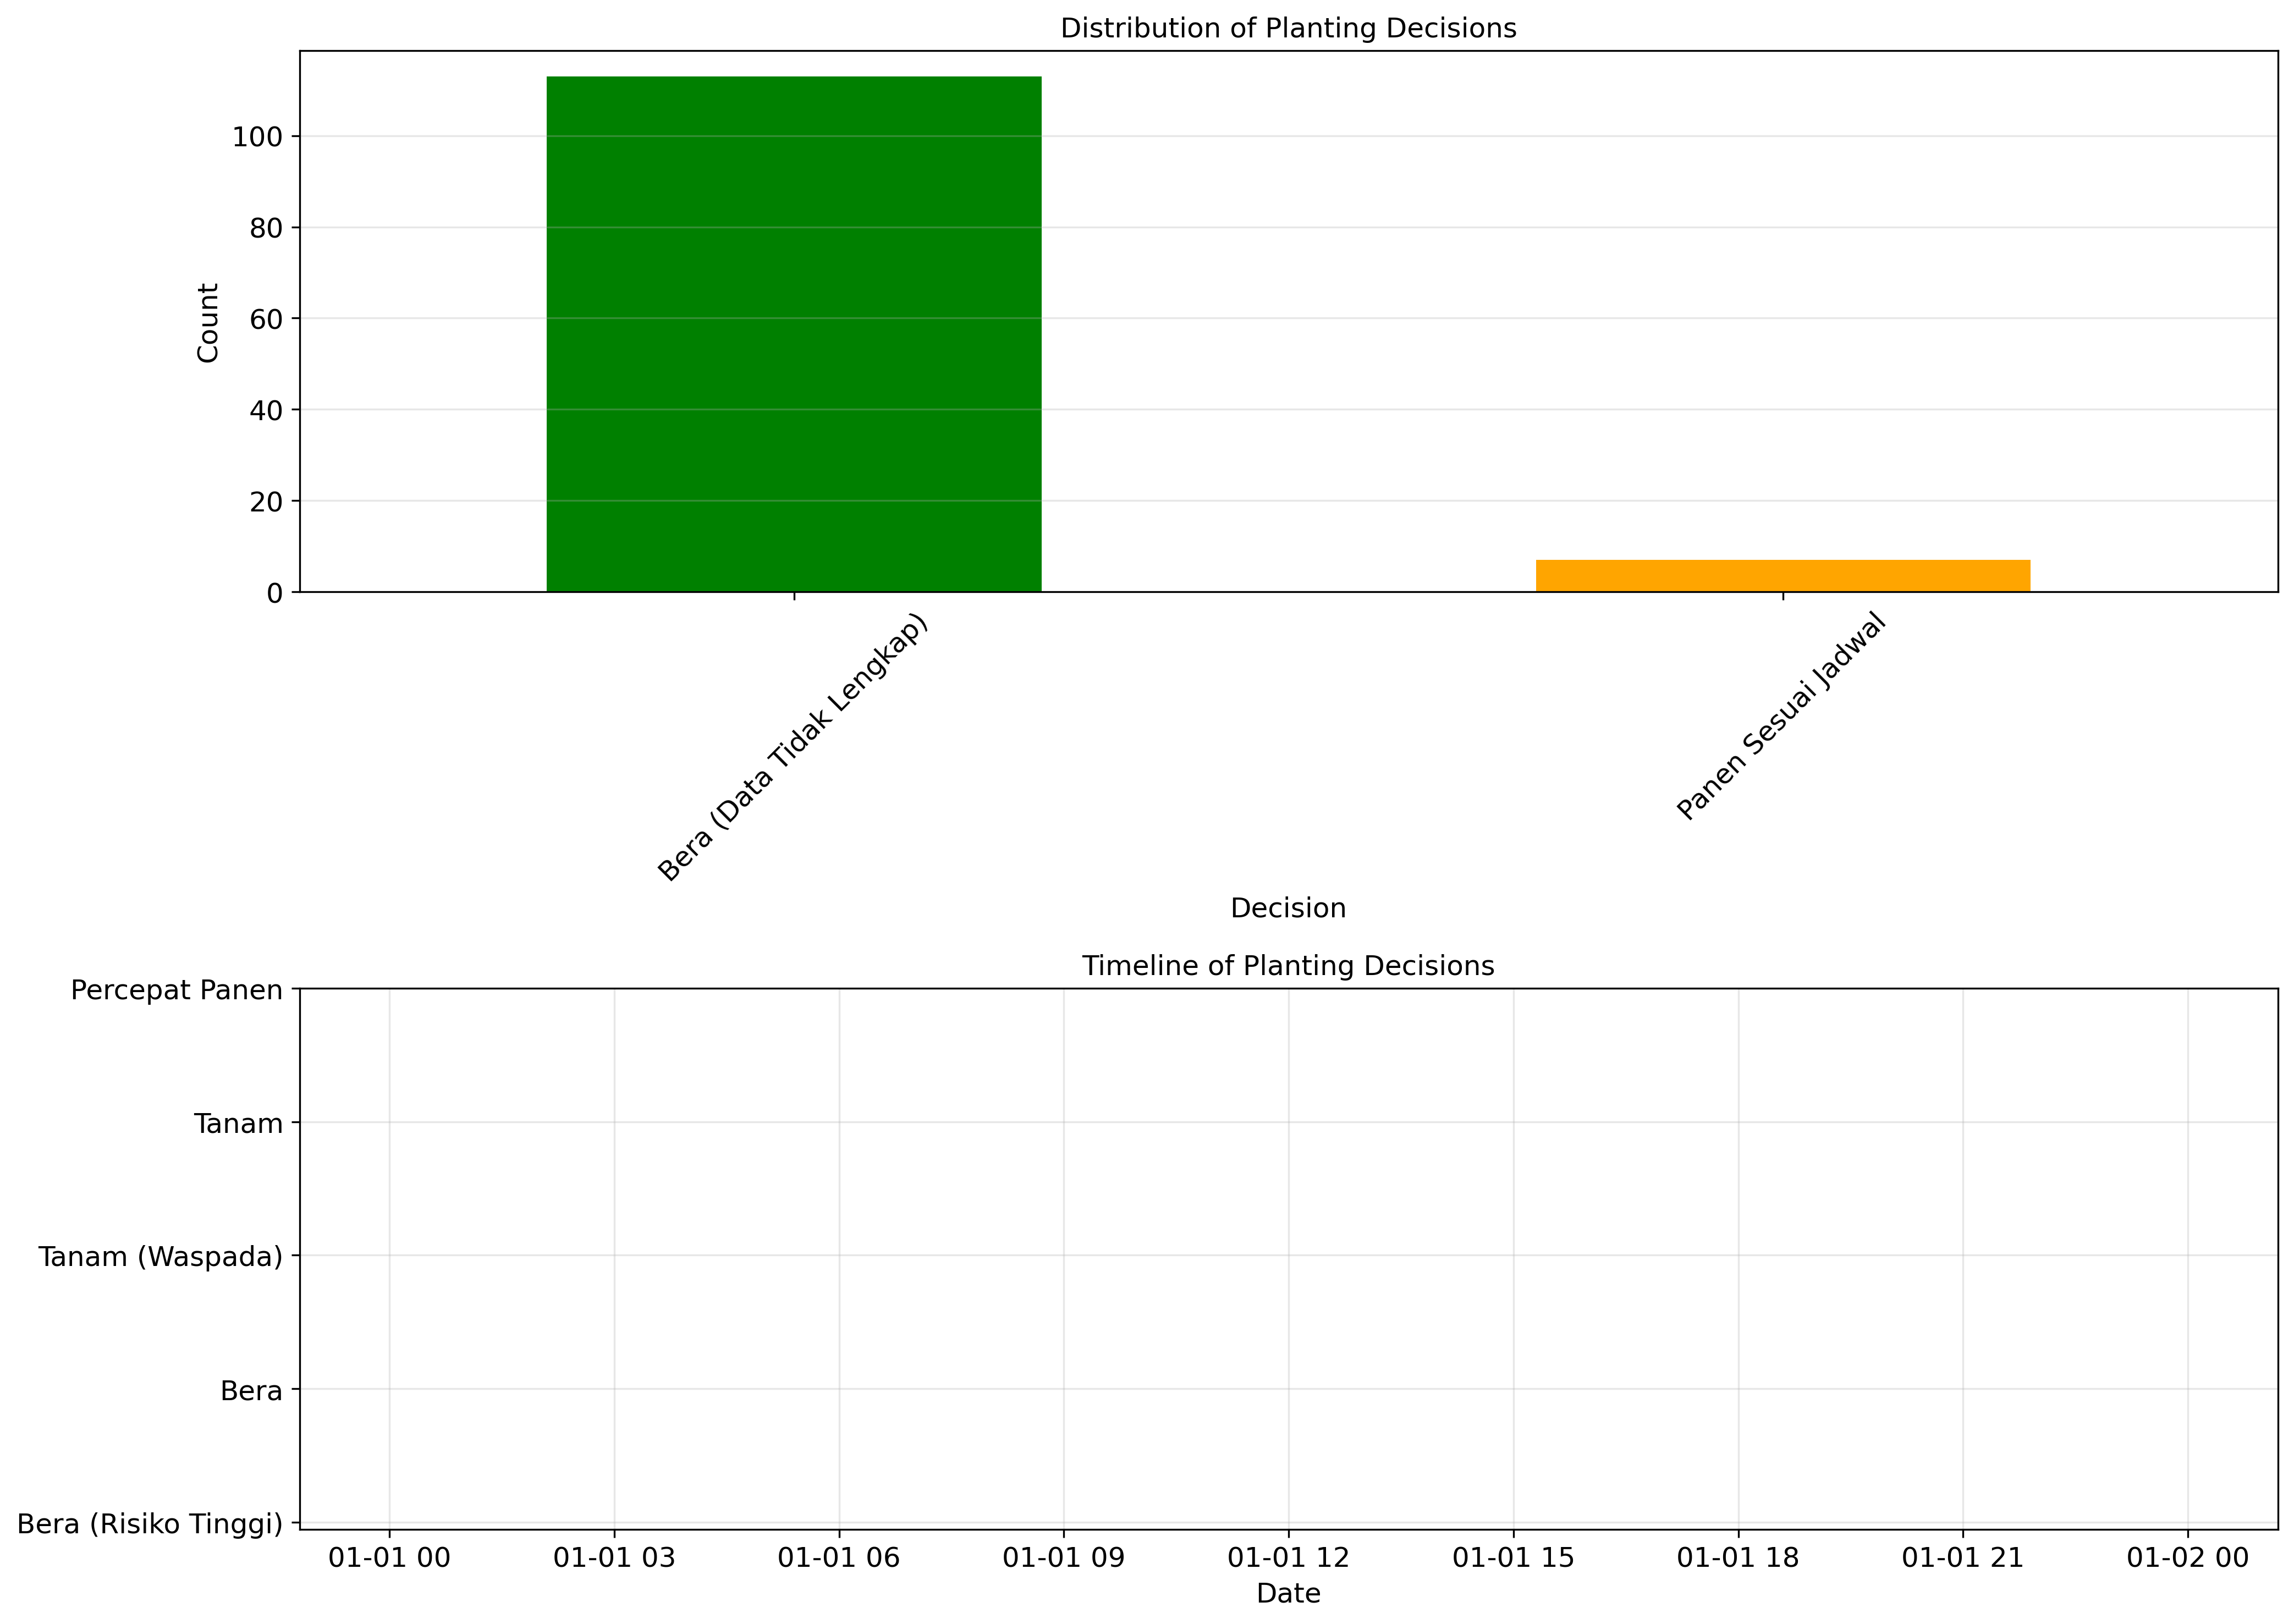 Distribution of Planting Decisions
Count
100
80
60
40
20
0
Bera (Data Tidak Lengkap)
Panen Sesuai Jadwal
Decision
Timeline of Planting Decisions
Percepat Panen
Tanam
Tanam (Waspada)
Bera
Bera (Risiko Tinggi)
01-01 00
01-01 03
01-01 06
01-01 09
01-01 12
01-01 15
01-01 18
01-01 21
01-02 00
Date